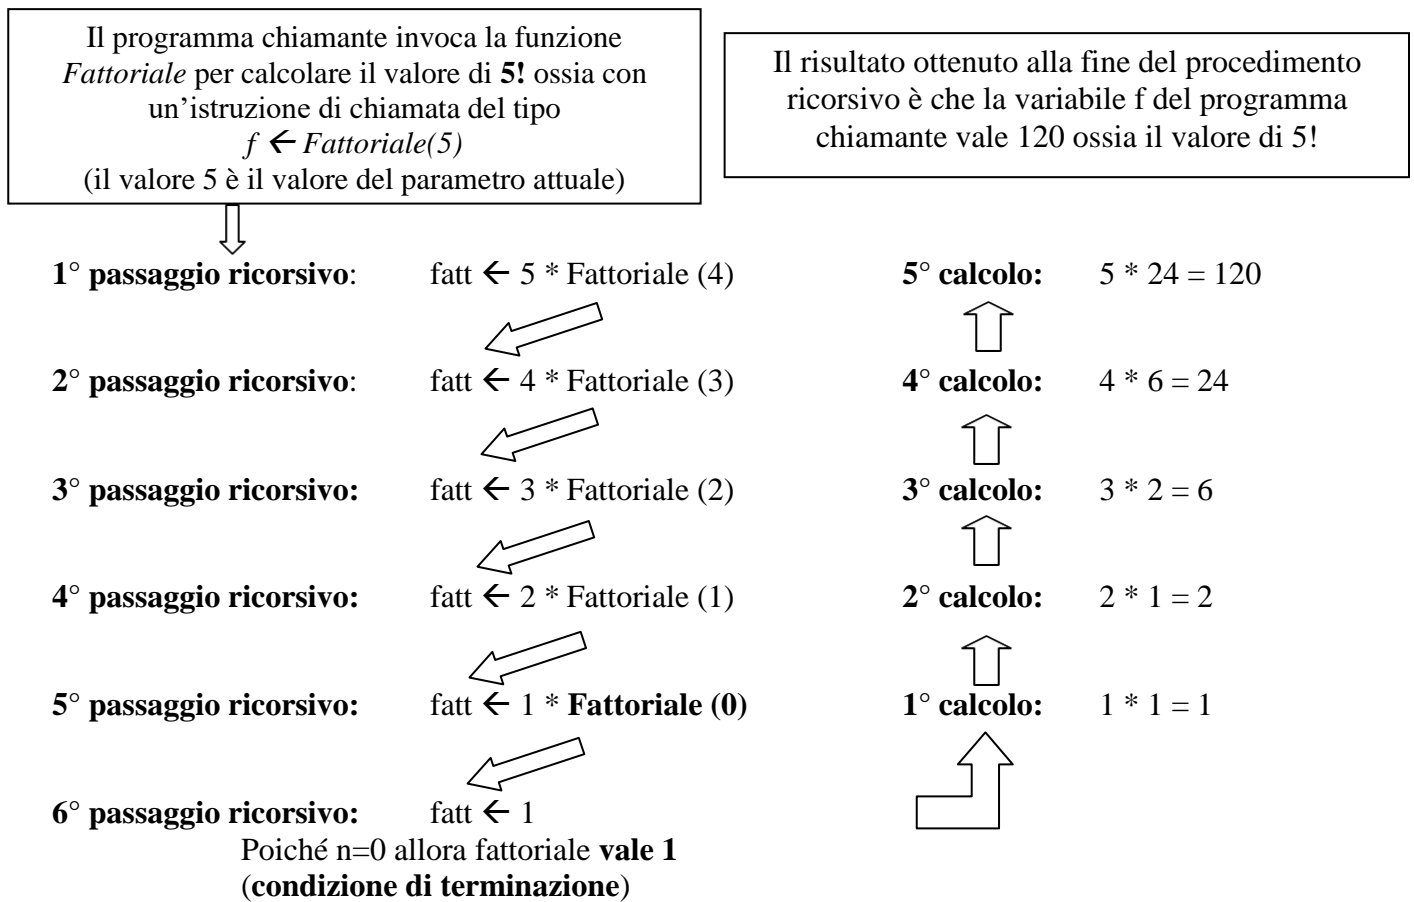 Il programma chiamante invoca la funzione
Fattoriale per calcolare il valore di 5! ossia con
un'istruzione di chiamata del tipo
f ← Fattoriale(5)
(il valore 5 è il valore del parametro attuale)
Il risultato ottenuto alla fine del procedimento
ricorsivo è che la variabile f del programma
chiamante vale 120 ossia il valore di 5!
1° passaggio ricorsivo: fatt ← 5 * Fattoriale (4) 5° calcolo: 5 * 24 = 120
2° passaggio ricorsivo: fatt ← 4 * Fattoriale (3) 4° calcolo: 4 * 6 = 24
3° passaggio ricorsivo: fatt ← 3 * Fattoriale (2) 3° calcolo: 3 * 2 = 6
4° passaggio ricorsivo: fatt ← 2 * Fattoriale (1) 2° calcolo: 2 * 1 = 2
5° passaggio ricorsivo: fatt ← 1 * Fattoriale (0) 1° calcolo: 1 * 1 = 1
6° passaggio ricorsivo: fatt ← 1
Poiché n=0 allora fattoriale vale 1
(condizione di terminazione)